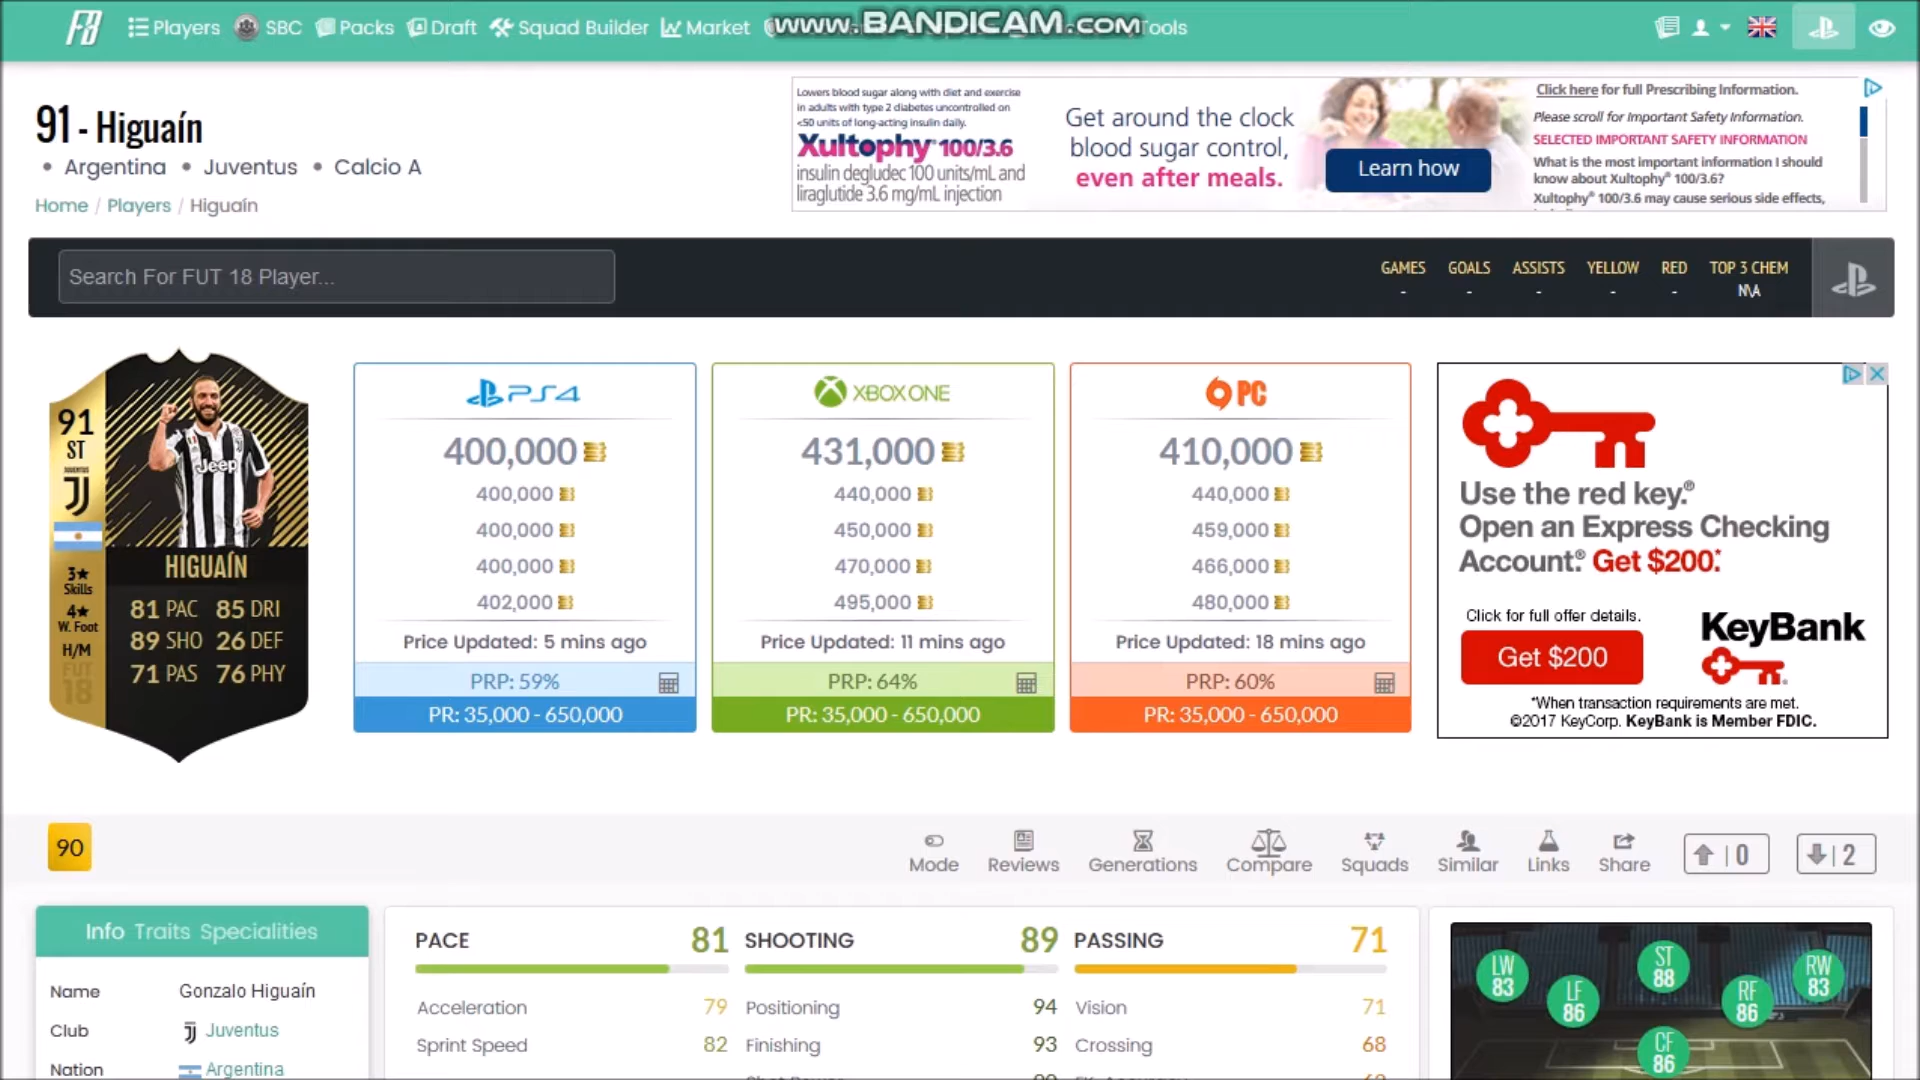 Players SBC Packs Draft Squad Builder Market Tools
www.BANDICAM.com
91 - Higuaín
Argentina • Juventus • Calcio A
Home / Players / Higuaín
Lowers blood sugar along with diet and exercise
in adults with type 2 diabetes uncontrolled on
<50 units of long-acting insulin daily.
Xultophy® 100/3.6
insulin degludec 100 units/mL and
liraglutide 3.6 mg/mL injection
Get around the clock
blood sugar control,
even after meals.
Learn how
Click here for full Prescribing Information.
Please scroll for Important Safety Information.
SELECTED IMPORTANT SAFETY INFORMATION
What is the most important information I should
know about Xultophy® 100/3.6?
Xultophy® 100/3.6 may cause serious side effects,
Search For FUT 18 Player...
GAMES GOALS ASSISTS YELLOW RED TOP 3 CHEM
- - - - - N\A
91
ST
JUVENTUS
Jeep
HIGUAÍN
3★
Skills
4★
W. Foot
H/M
FUT
18
81 PAC 85 DRI
89 SHO 26 DEF
71 PAS 76 PHY
PS4
400,000
400,000
400,000
400,000
402,000
Price Updated: 5 mins ago
PRP: 59%
PR: 35,000 - 650,000
XBOX ONE
431,000
440,000
450,000
470,000
495,000
Price Updated: 11 mins ago
PRP: 64%
PR: 35,000 - 650,000
PC
410,000
440,000
459,000
466,000
480,000
Price Updated: 18 mins ago
PRP: 60%
PR: 35,000 - 650,000
Use the red key.®
Open an Express Checking
Account.® Get $200.*
Click for full offer details.
Get $200
KeyBank
*When transaction requirements are met.
©2017 KeyCorp. KeyBank is Member FDIC.
90
Mode Reviews Generations Compare Squads Similar Links Share
0
2
Info Traits Specialities
Name Gonzalo Higuaín
Club Juventus
Nation Argentina
PACE 81
Acceleration 79
Sprint Speed 82
SHOOTING 89
Positioning 94
Finishing 93
PASSING 71
Vision 71
Crossing 68
LW
83
LF
86
ST
88
RF
86
RW
83
CF
86